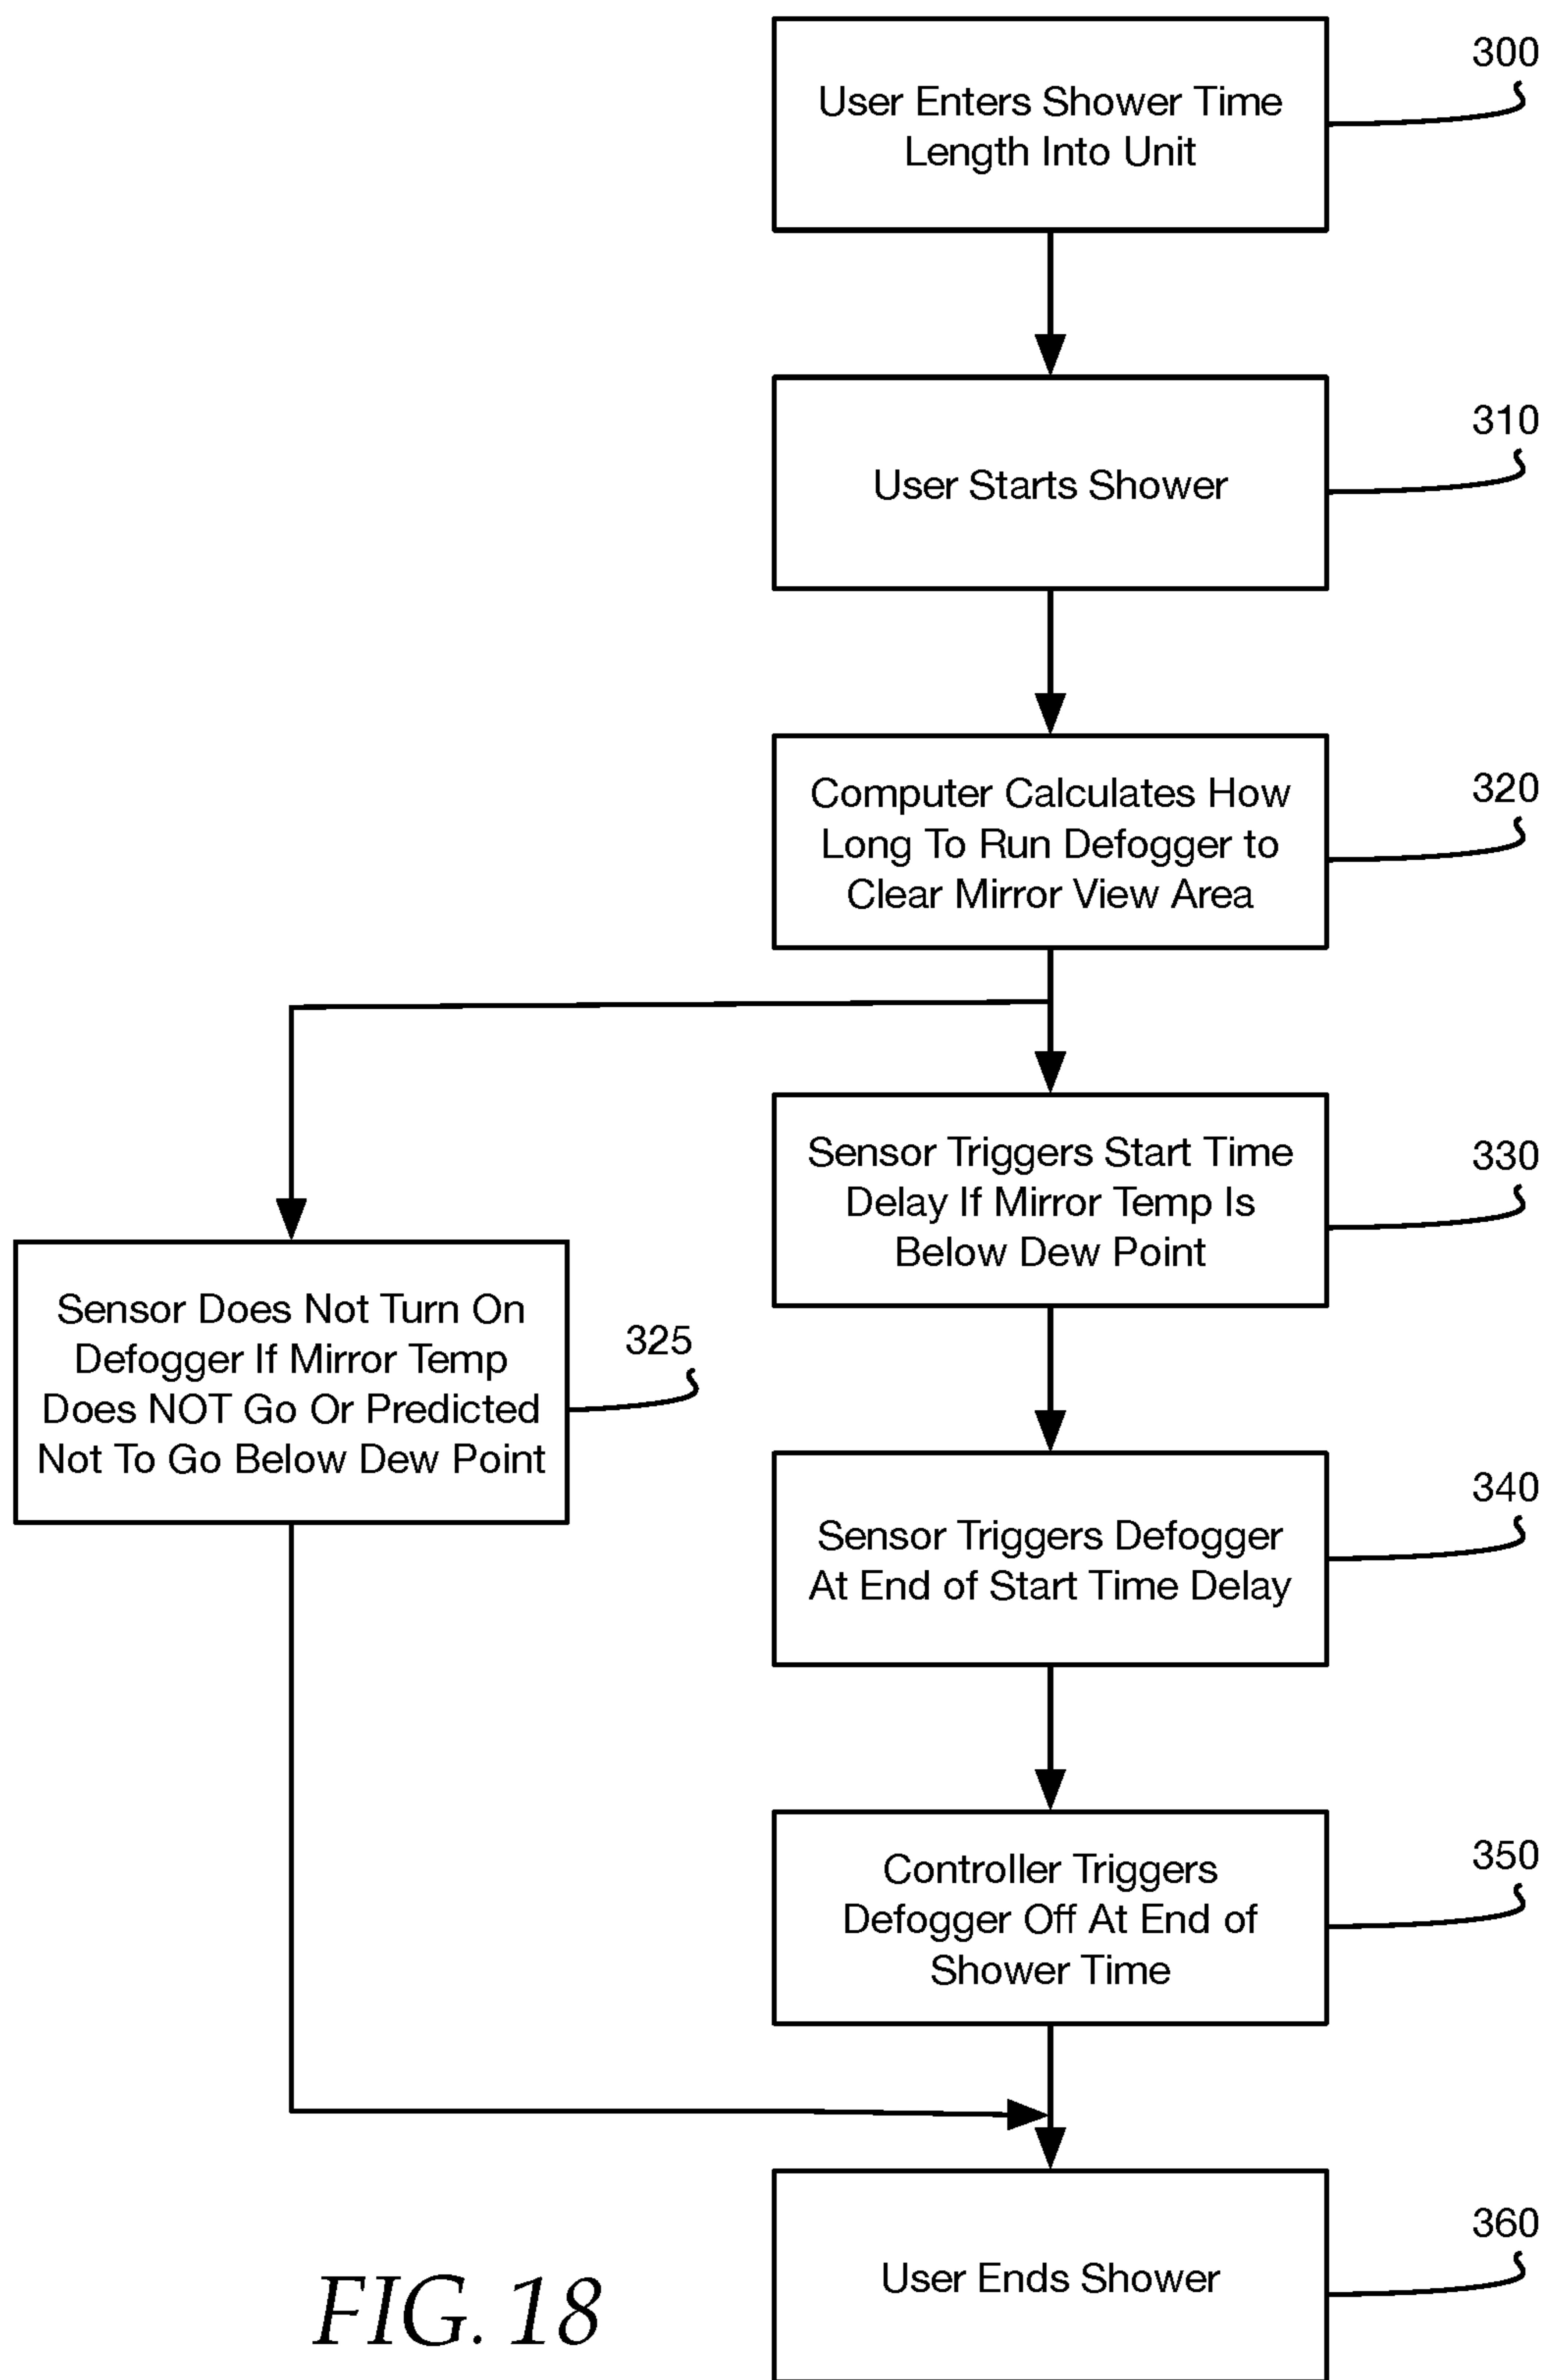 300
User Enters Shower Time
Length Into Unit
310
User Starts Shower
320
Computer Calculates How
Long To Run Defogger to
Clear Mirror View Area
330
Sensor Triggers Start Time
Delay If Mirror Temp Is
Below Dew Point
325
Sensor Does Not Turn On
Defogger If Mirror Temp
Does NOT Go Or Predicted
Not To Go Below Dew Point
340
Sensor Triggers Defogger
At End of Start Time Delay
350
Controller Triggers
Defogger Off At End of
Shower Time
360
User Ends Shower
FIG. 18